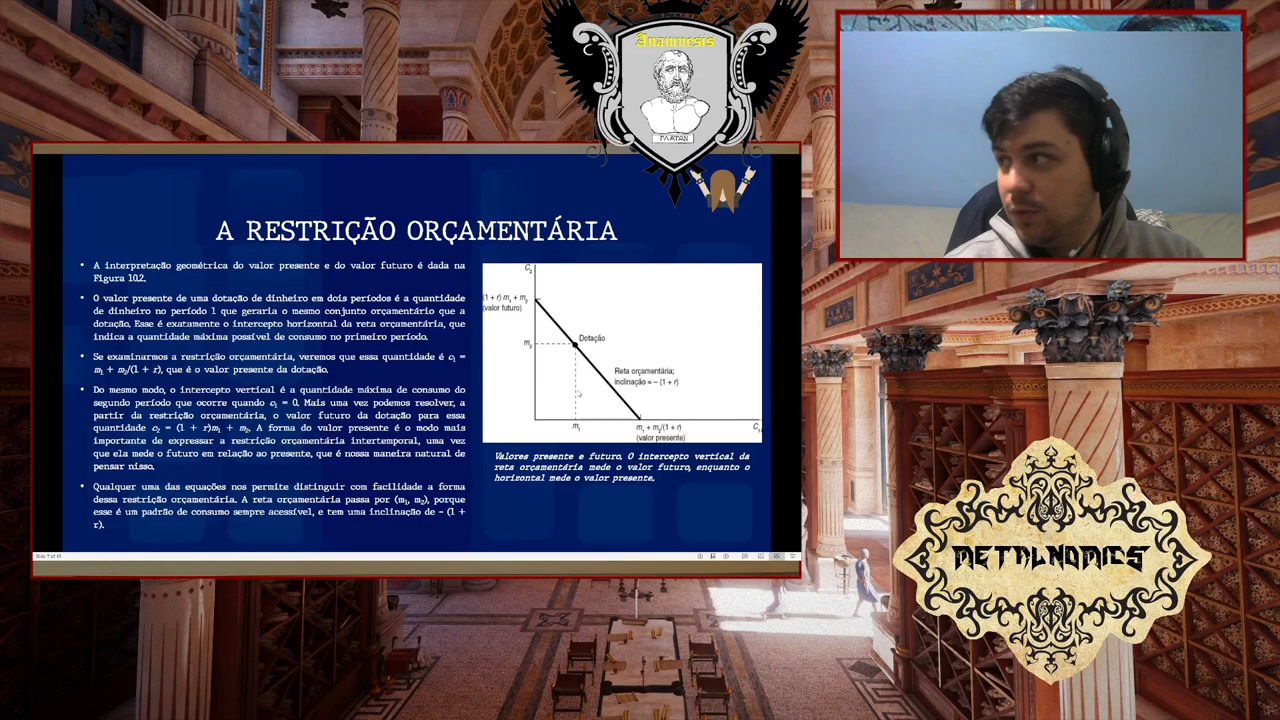 Anamnesis
A RESTRIÇÃO ORÇAMENTÁRIA
• A interpretação geométrica do valor presente e do valor futuro é dada na
Figura 10.2.
• O valor presente de uma dotação de dinheiro em dois períodos é a quantidade
de dinheiro no período 1 que geraria o mesmo conjunto orçamentário que a
dotação. Esse é exatamente o intercepto horizontal da reta orçamentária, que
indica a quantidade máxima possível de consumo no primeiro período.
• Se examinarmos a restrição orçamentária, veremos que essa quantidade é c₁ =
m₁ + m₂/(1 + r), que é o valor presente da dotação.
• Do mesmo modo, o intercepto vertical é a quantidade máxima de consumo do
segundo período que ocorre quando c₁ = 0. Mais uma vez podemos resolver, a
partir da restrição orçamentária, o valor futuro da dotação para essa
quantidade c₂ = (1 + r)m₁ + m₂. A forma do valor presente é o modo mais
importante de expressar a restrição orçamentária intertemporal, uma vez
que ela mede o futuro em relação ao presente, que é nossa maneira natural de
pensar nisso.
• Qualquer uma das equações nos permite distinguir com facilidade a forma
dessa restrição orçamentária. A reta orçamentária passa por (m₁, m₂), porque
esse é um padrão de consumo sempre acessível, e tem uma inclinação de – (1 +
r).
C₂
(1 + r) m₁ + m₂
(valor futuro)
Dotação
m₂
Reta orçamentária;
inclinação = – (1 + r)
m₁
m₁ + m₂/(1 + r)
(valor presente)
C₁
Valores presente e futuro. O intercepto vertical da
reta orçamentária mede o valor futuro, enquanto o
horizontal mede o valor presente.
METALNOMICS